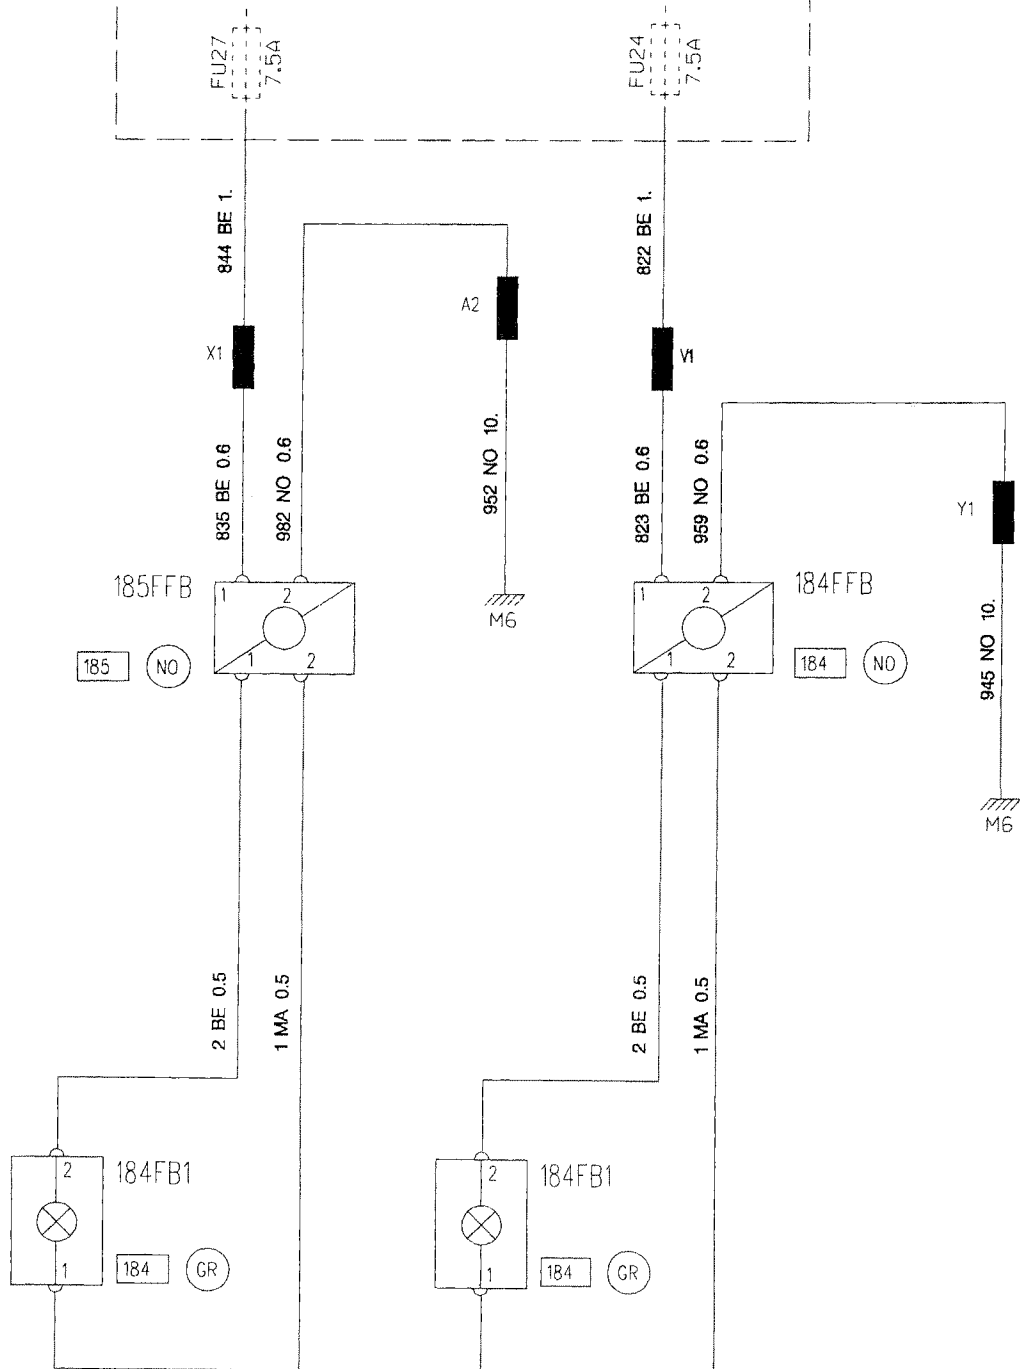 FU27
7.5A
FU24
7.5A
844 BE 1.
822 BE 1.
A2
X1
V1
835 BE 0.6
982 NO 0.6
952 NO 10.
823 BE 0.6
959 NO 0.6
Y1
185FFB
1 2
1 2
185 NO
M6
184FFB
1 2
1 2
184 NO
945 NO 10.
M6
2 BE 0.5
1 MA 0.5
2 BE 0.5
1 MA 0.5
2
184FB1
1
184 GR
2
184FB1
1
184 GR